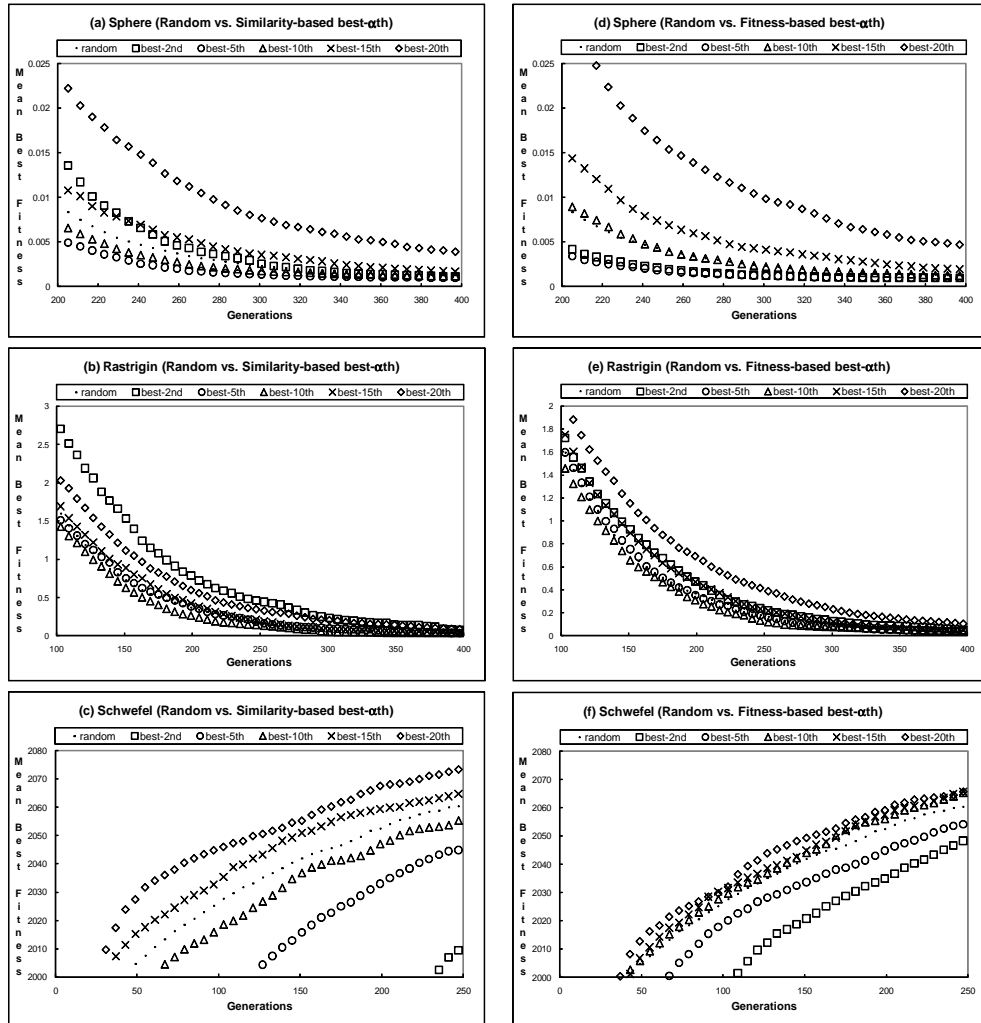 (a) Sphere (Random vs. Similarity-based best-αth)
random best-2nd best-5th best-10th best-15th best-20th
Mean Best Fitness
0.025
0.02
0.015
0.01
0.005
0
200 220 240 260 280 300 320 340 360 380 400
Generations
(d) Sphere (Random vs. Fitness-based best-αth)
random best-2nd best-5th best-10th best-15th best-20th
Mean Best Fitness
0.025
0.02
0.015
0.01
0.005
0
200 220 240 260 280 300 320 340 360 380 400
Generations
(b) Rastrigin (Random vs. Similarity-based best-αth)
random best-2nd best-5th best-10th best-15th best-20th
Mean Best Fitness
3
2.5
2
1.5
1
0.5
0
100 150 200 250 300 350 400
Generations
(e) Rastrigin (Random vs. Fitness-based best-αth)
random best-2nd best-5th best-10th best-15th best-20th
Mean Best Fitness
2
1.8
1.6
1.4
1.2
1
0.8
0.6
0.4
0.2
0
100 150 200 250 300 350 400
Generations
(c) Schwefel (Random vs. Similarity-based best-αth)
random best-2nd best-5th best-10th best-15th best-20th
Mean Best Fitness
2080
2070
2060
2050
2040
2030
2020
2010
2000
0 50 100 150 200 250
Generations
(f) Schwefel (Random vs. Fitness-based best-αth)
random best-2nd best-5th best-10th best-15th best-20th
Mean Best Fitness
2080
2070
2060
2050
2040
2030
2020
2010
2000
0 50 100 150 200 250
Generations